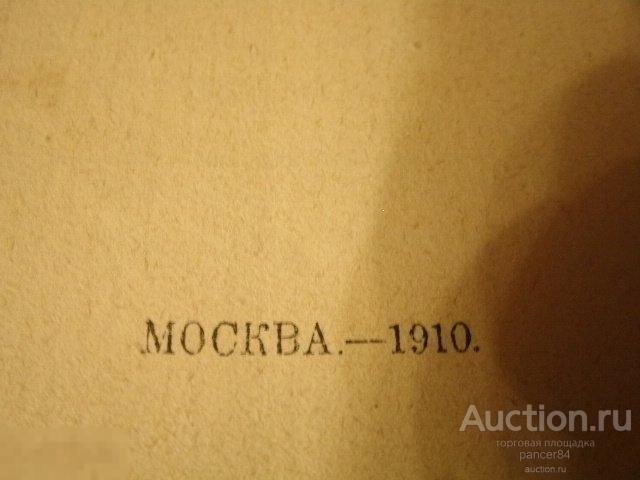 МОСКВА.—1910.
Auction.ru
торговая площадка
pancer84
auction.ru